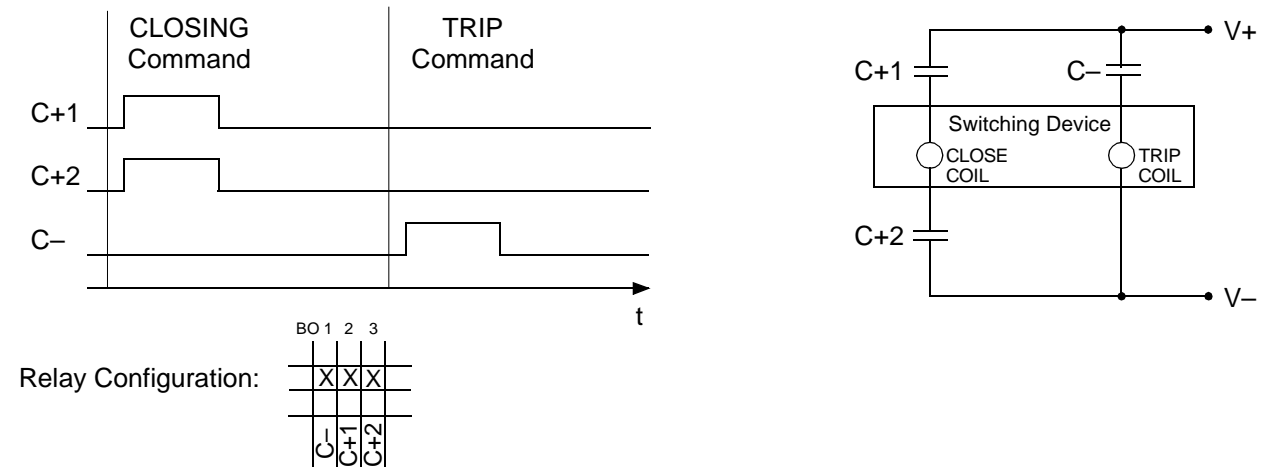 CLOSING
Command
TRIP
Command
C+1
C+2
C–
t
V+
C+1
C–
Switching Device
CLOSE
COIL
TRIP
COIL
C+2
V–
BO 1 2 3
Relay Configuration:
X X X
C–
C+1
C+2